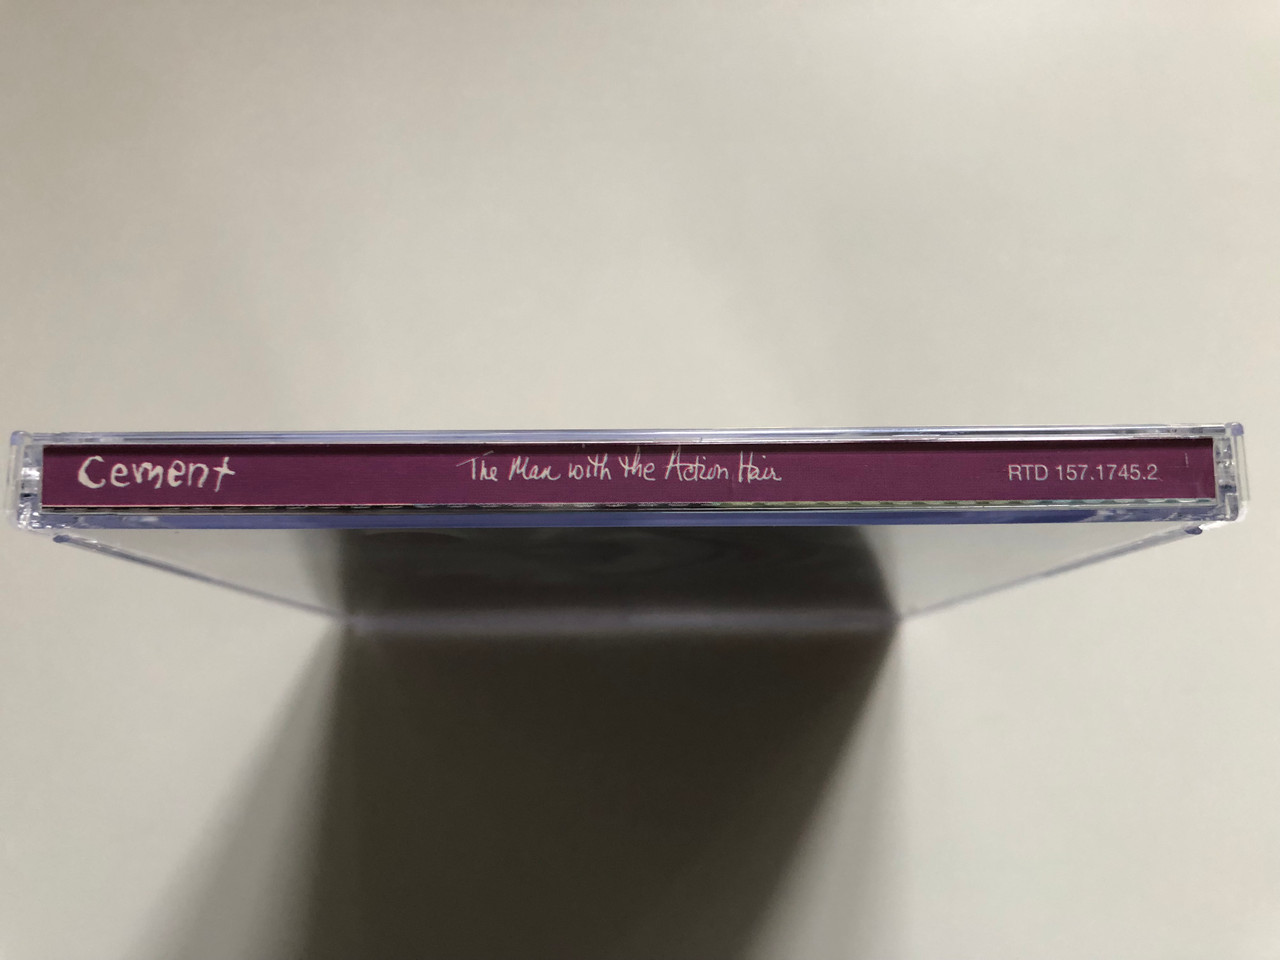 Cement The Man with the Action Hair RTD 157.1745.2